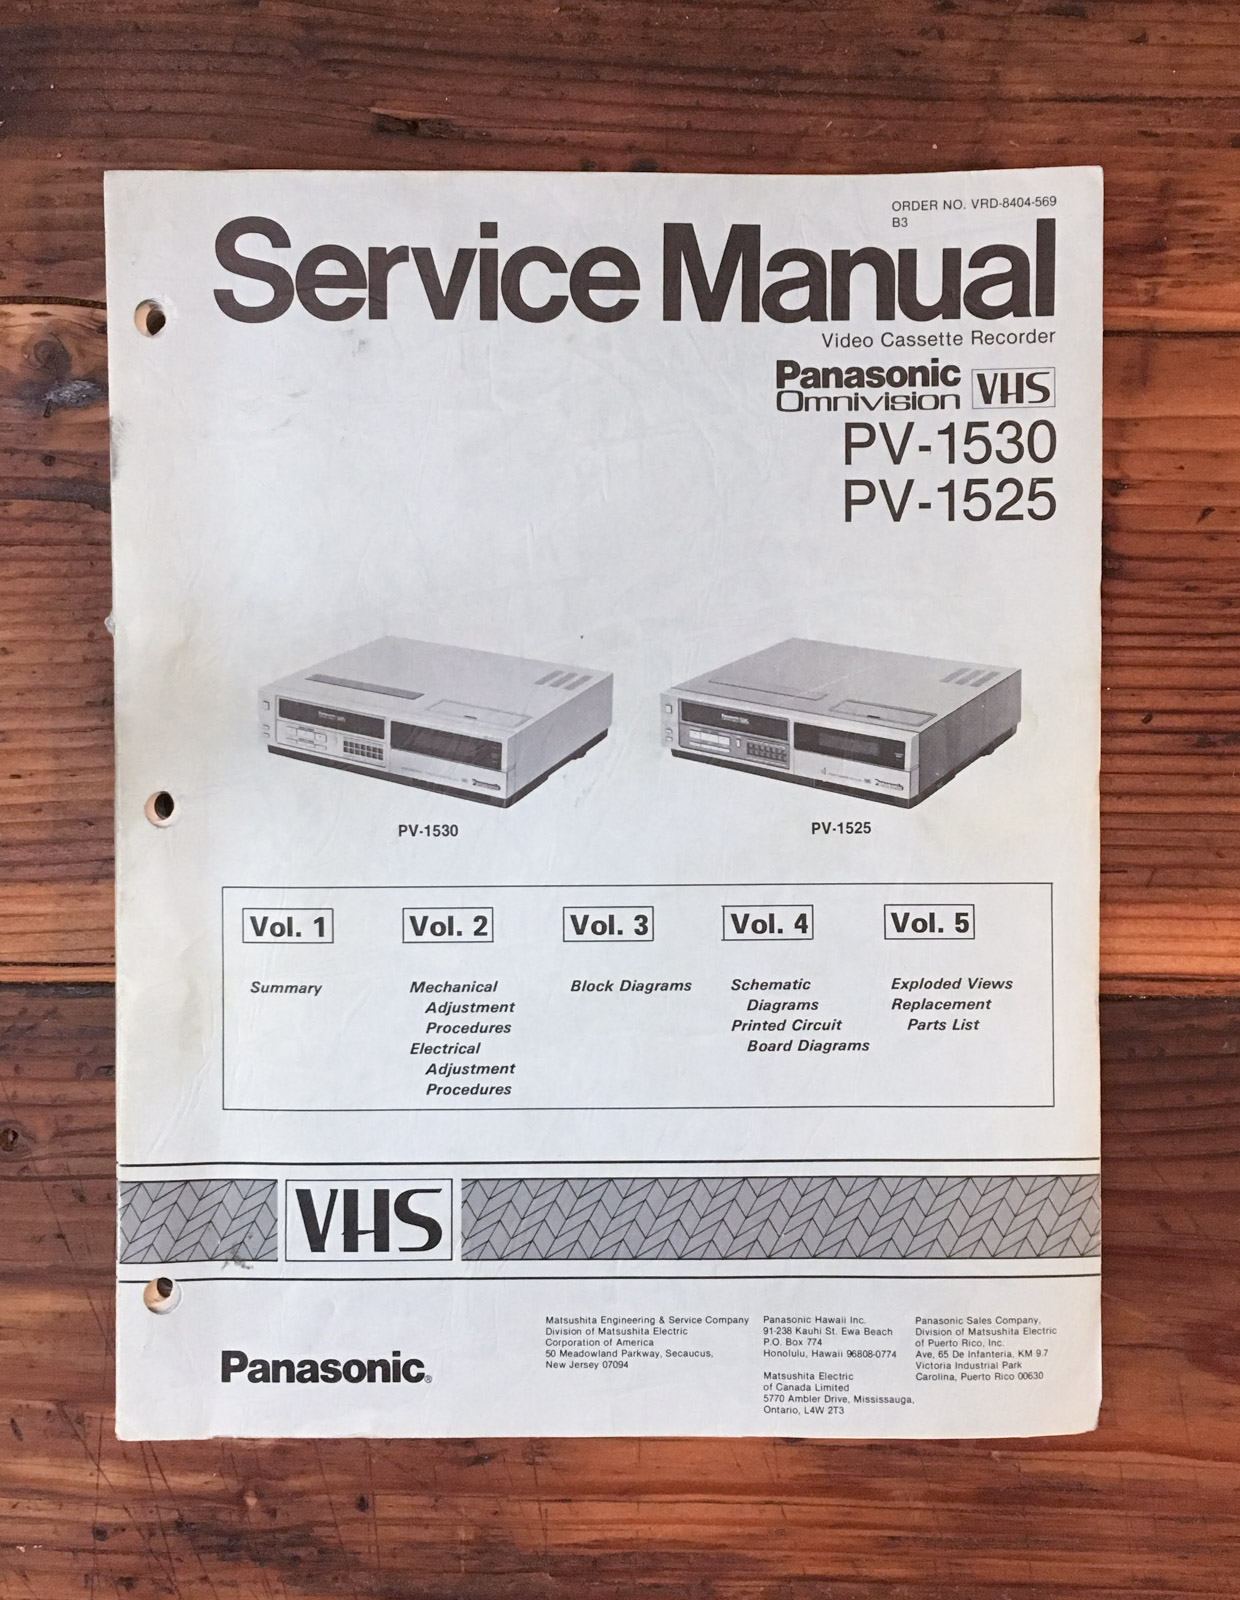 ORDER NO. VRD-8404-569
B3
Service Manual
Video Cassette Recorder
Panasonic
Omnivision VHS
PV-1530
PV-1525
PV-1530
PV-1525
Vol. 1
Summary
Vol. 2
Mechanical
Adjustment
Procedures
Electrical
Adjustment
Procedures
Vol. 3
Block Diagrams
Vol. 4
Schematic
Diagrams
Printed Circuit
Board Diagrams
Vol. 5
Exploded Views
Replacement
Parts List
VHS
Panasonic®
Matsushita Engineering & Service Company
Division of Matsushita Electric
Corporation of America
50 Meadowland Parkway, Secaucus,
New Jersey 07094
Panasonic Hawaii Inc.
91-238 Kauhi St. Ewa Beach
P.O. Box 774
Honolulu, Hawaii 96808-0774
Matsushita Electric
of Canada Limited
5770 Ambler Drive, Mississauga,
Ontario, L4W 2T3
Panasonic Sales Company,
Division of Matsushita Electric
of Puerto Rico, Inc.
Ave, 65 De Infanteria, KM 9.7
Victoria Industrial Park
Carolina, Puerto Rico 00630